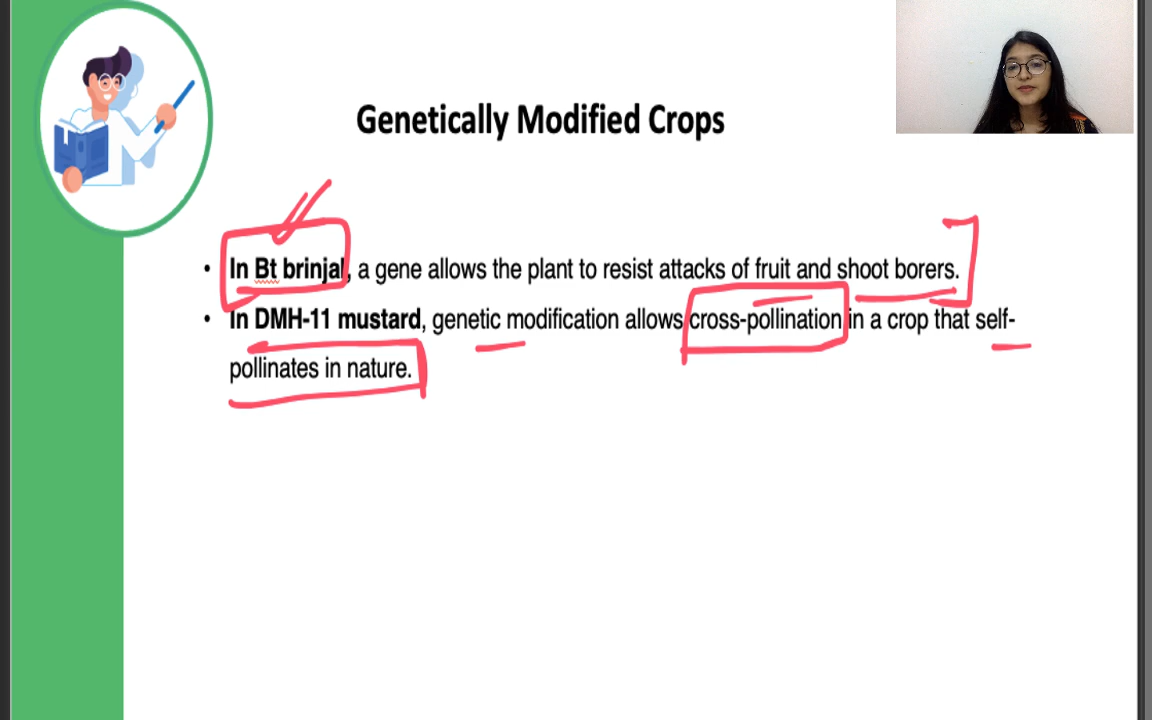 Genetically Modified Crops
• In Bt brinjal, a gene allows the plant to resist attacks of fruit and shoot borers.
• In DMH-11 mustard, genetic modification allows cross-pollination in a crop that self-
pollinates in nature.